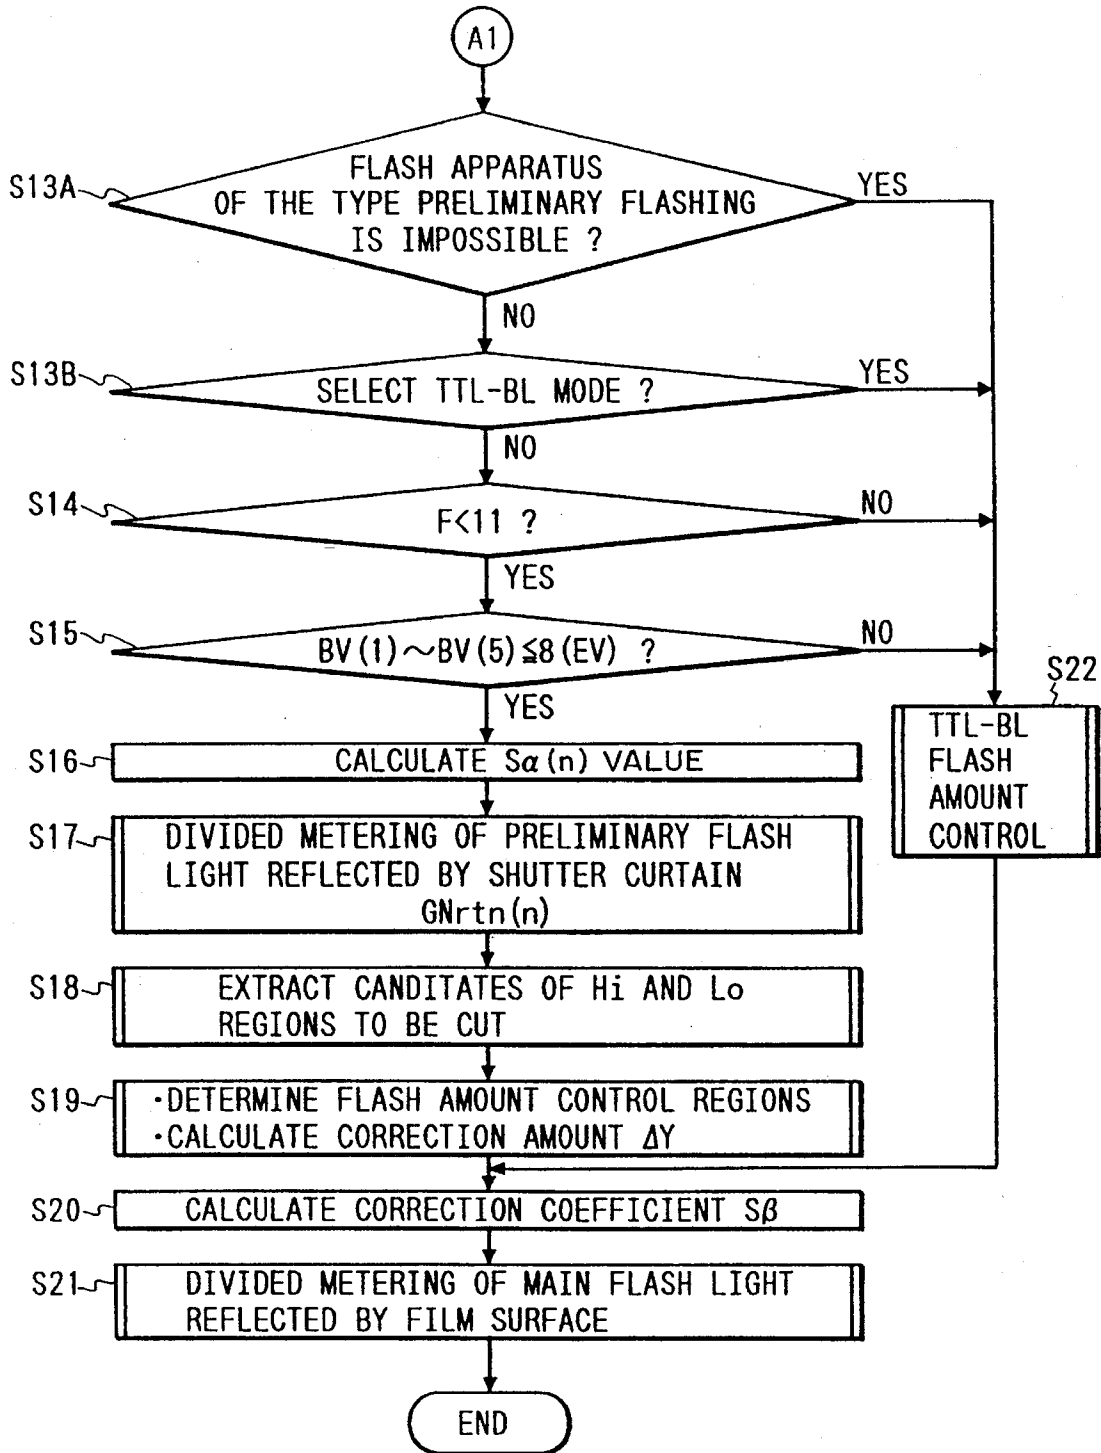 A1
S13A
FLASH APPARATUS
OF THE TYPE PRELIMINARY FLASHING
IS IMPOSSIBLE ?
YES
NO
S13B
SELECT TTL-BL MODE ?
YES
NO
S14
F<11 ?
NO
YES
S15
BV(1)~BV(5)≦8(EV) ?
NO
YES
S22
TTL-BL
FLASH
AMOUNT
CONTROL
S16
CALCULATE Sα(n) VALUE
S17
DIVIDED METERING OF PRELIMINARY FLASH
LIGHT REFLECTED BY SHUTTER CURTAIN
GNrtn(n)
S18
EXTRACT CANDITATES OF Hi AND Lo
REGIONS TO BE CUT
S19
·DETERMINE FLASH AMOUNT CONTROL REGIONS
·CALCULATE CORRECTION AMOUNT ΔY
S20
CALCULATE CORRECTION COEFFICIENT Sβ
S21
DIVIDED METERING OF MAIN FLASH LIGHT
REFLECTED BY FILM SURFACE
END